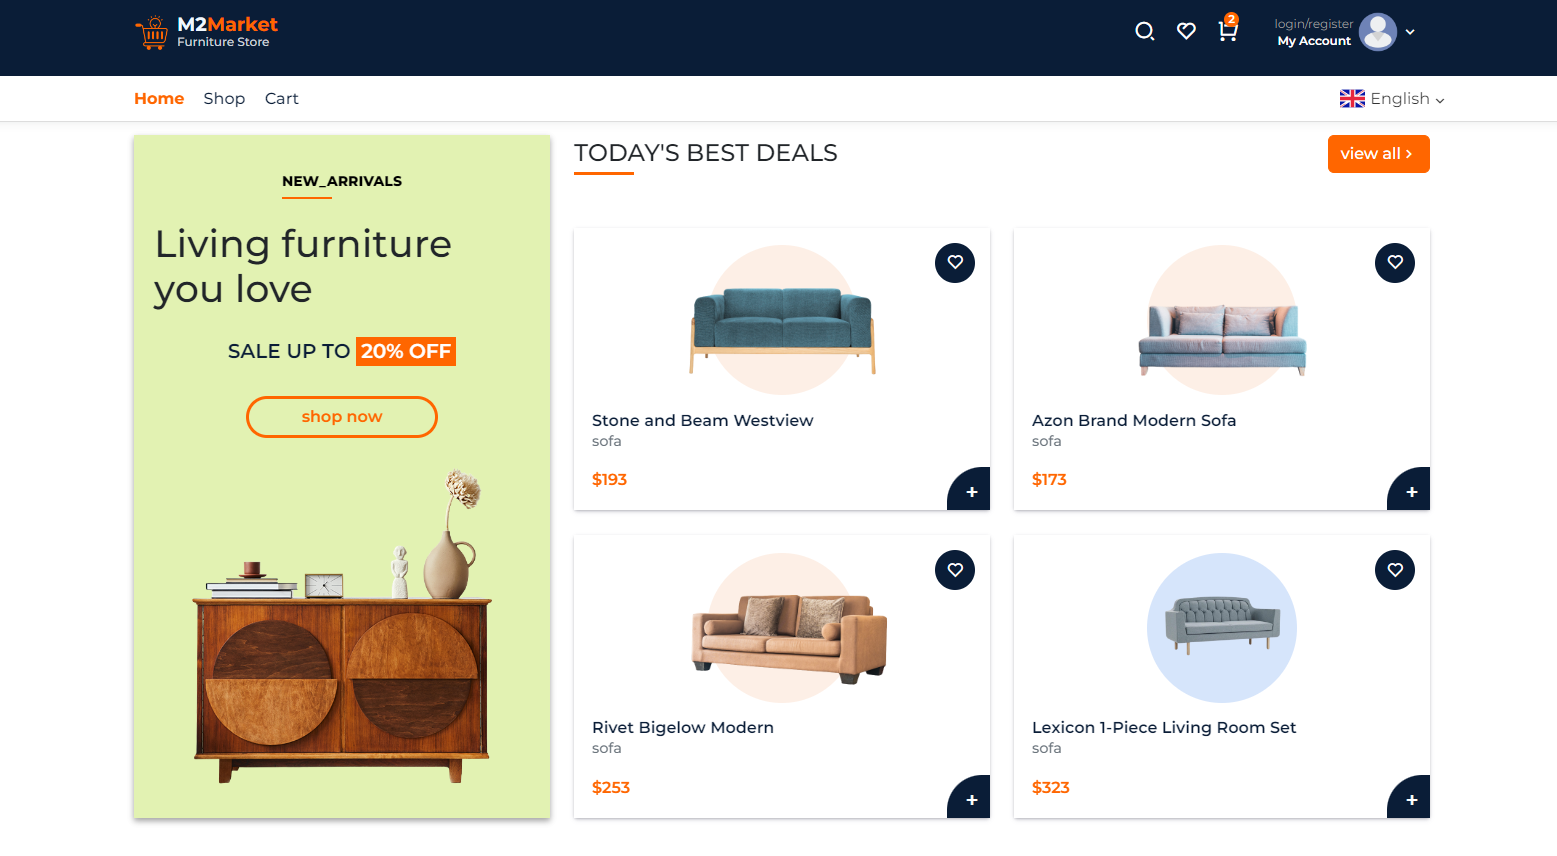 M2Market
Furniture Store
2
login/register
My Account
Home
Shop
Cart
English
NEW_ARRIVALS
Living furniture
you love
SALE UP TO 20% OFF
shop now
TODAY'S BEST DEALS
view all
Stone and Beam Westview
sofa
$193
+
Azon Brand Modern Sofa
sofa
$173
+
Rivet Bigelow Modern
sofa
$253
+
Lexicon 1-Piece Living Room Set
sofa
$323
+